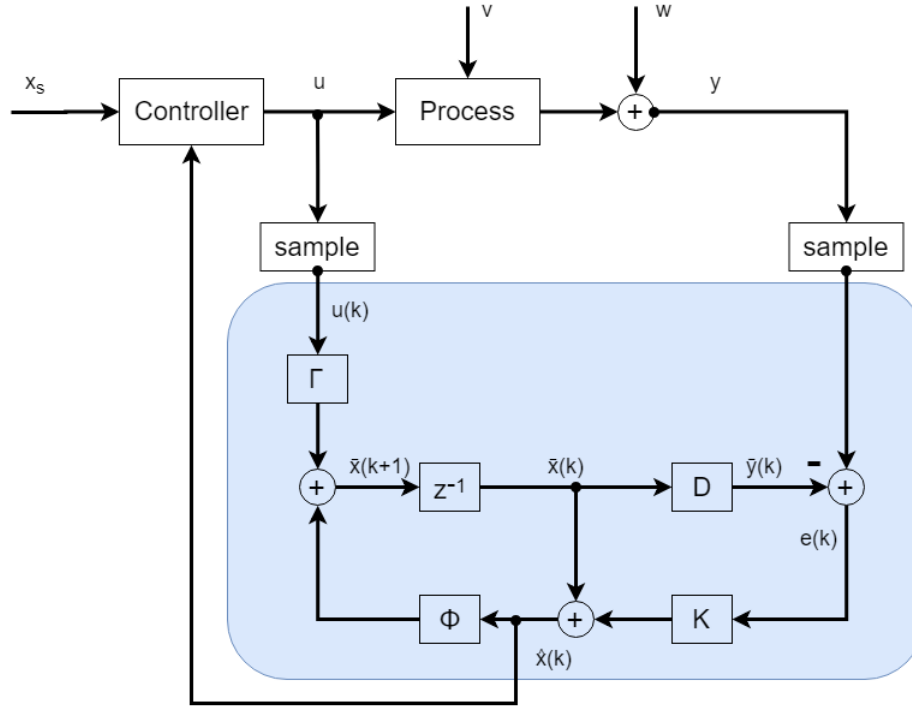 v
w
xₛ
u
y
Controller
Process
+
sample
sample
u(k)
Γ
x̄(k+1)
x̄(k)
ȳ(k)
-
+
z⁻¹
D
+
e(k)
Φ
+
K
x̂(k)